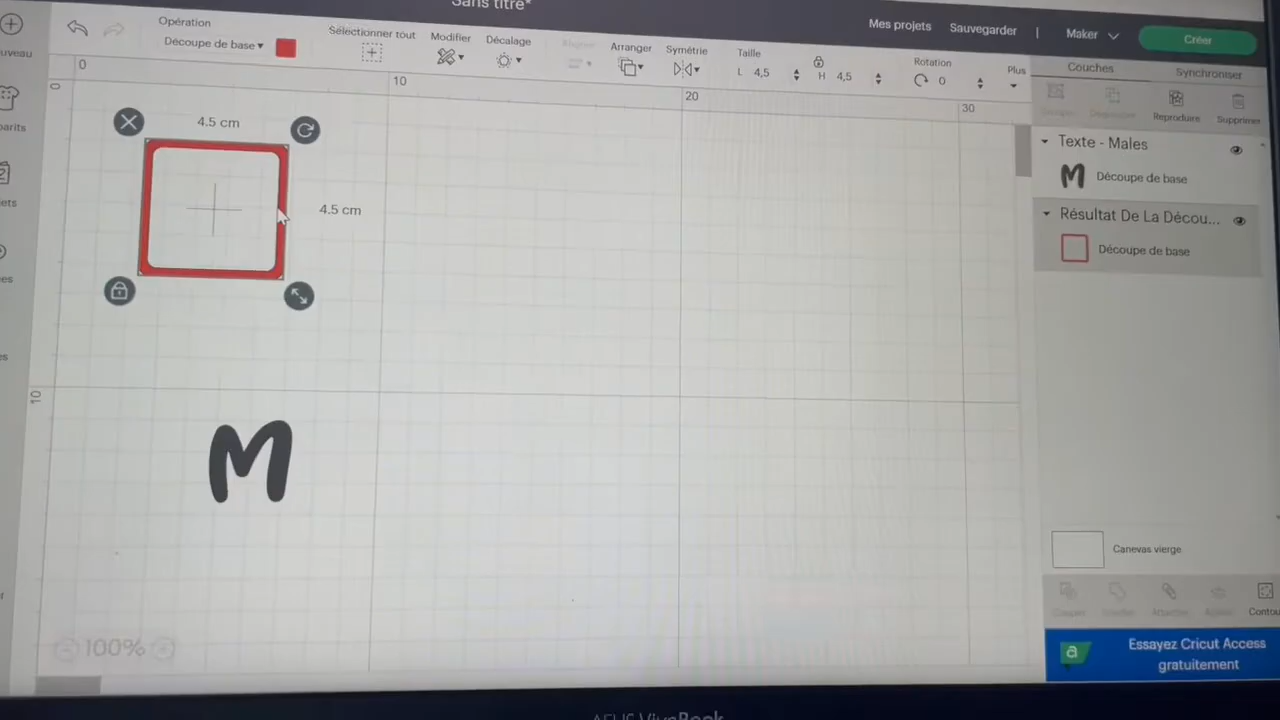 Sans titre*
Opération
Découpe de base
Sélectionner tout
Modifier
Décalage
Arranger
Symétrie
Taille
L 4,5
H 4,5
Rotation
0
Plus
Mes projets
Sauvegarder
|
Maker
Créer
Couches
Synchroniser
Reproduire
Supprimer
0
10
20
30
0
10
4.5 cm
4.5 cm
M
Texte - Males
M Découpe de base
Résultat De La Décou...
Découpe de base
Canevas vierge
100%
Essayez Cricut Access
gratuitement
a